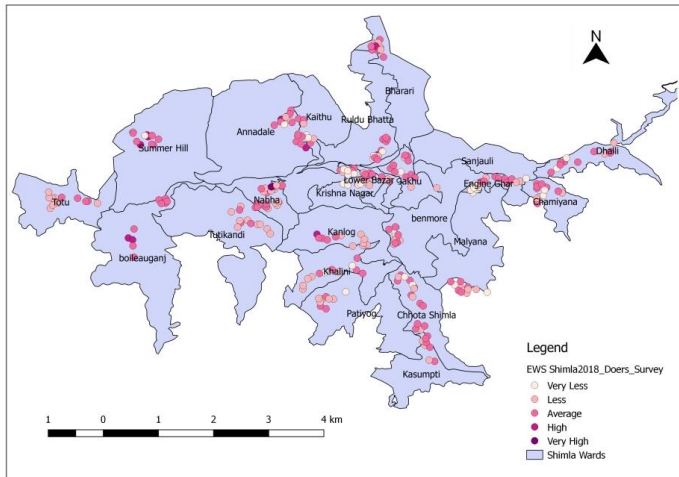 N
Bharari
Kaithu
Ruldu Bhatta
Annadale
Summer Hill
Dhalli
Sanjauli
Lower Bazar
Cakhu
Engine Ghar
Krishna Nagar
Nabha
Totu
Chamiyana
benmore
Tutikandi
Kanlog
Malyana
boileauganj
Khalini
Patiyog
Chhota Shimla
Kasumpti
Legend
EWS Shimla2018_Doers_Survey
Very Less
Less
Average
High
Very High
Shimla Wards
1 0 1 2 3 4 km